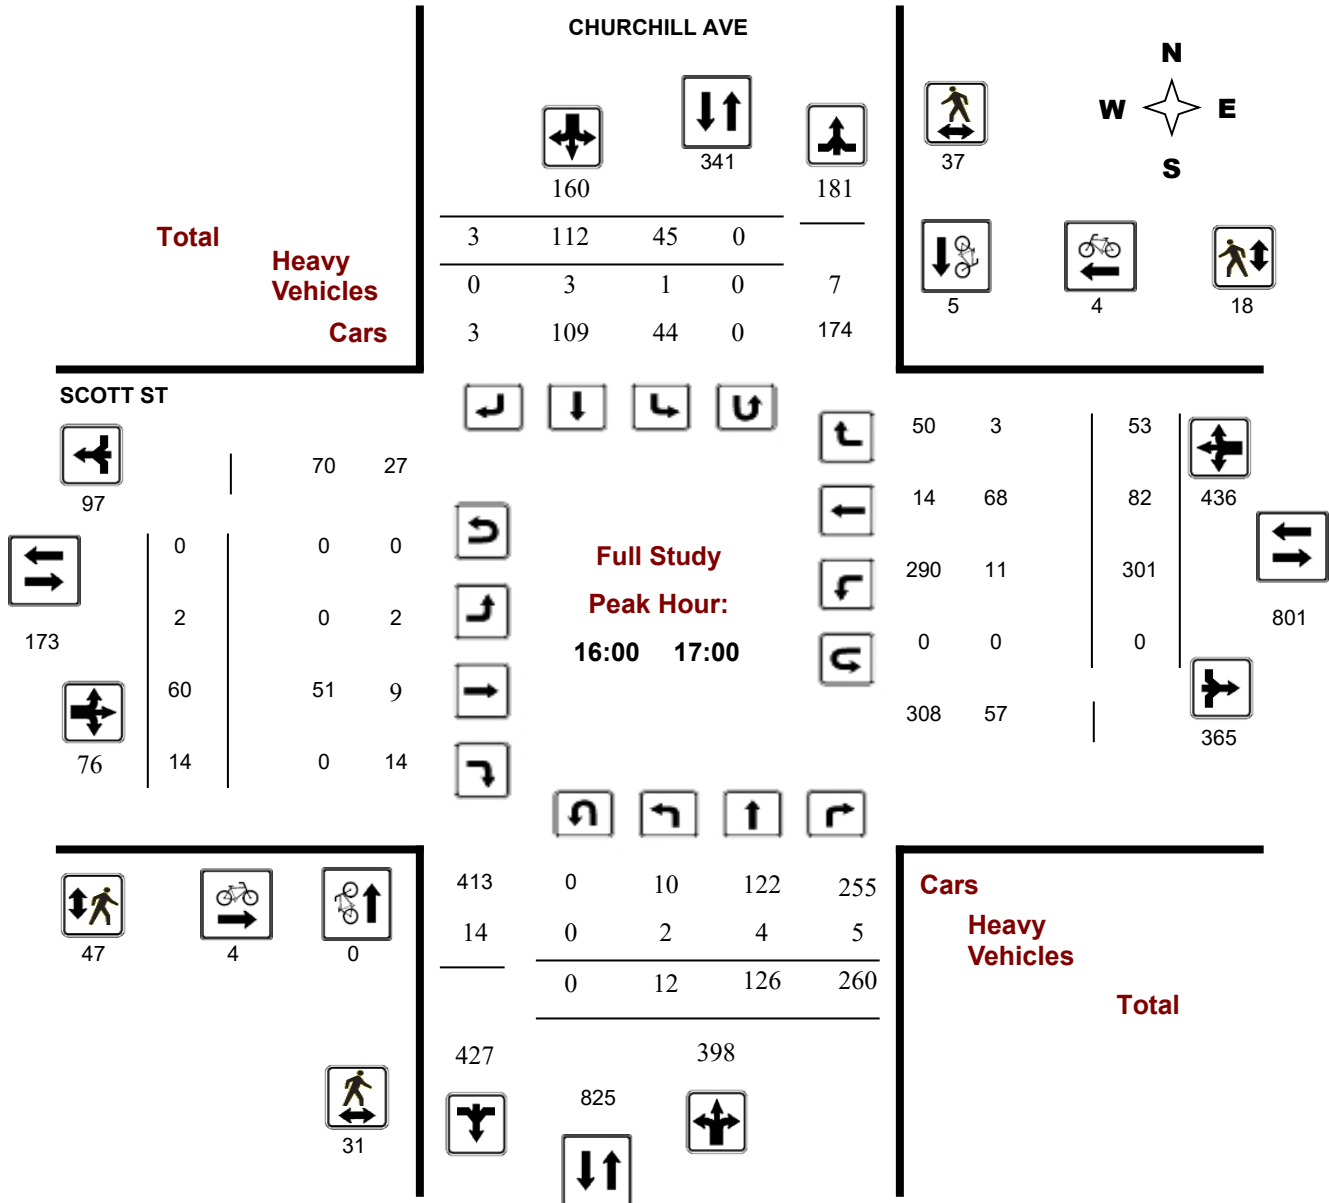 CHURCHILL AVE
N
W E
S
341
37
160 181
Total
3 112 45 0
Heavy
Vehicles
0 3 1 0 7
5 4 18
Cars
3 109 44 0 174
SCOTT ST
50 3 53
70 27
97
14 68 82 436
0 0 0
Full Study
290 11 301
Peak Hour:
2 0 2
801
173
16:00 17:00
0 0 0
60 51 9
308 57
365
76 14 0 14
413 0 10 122 255
Cars
14 0 2 4 5
Heavy
Vehicles
47 4 0
0 12 126 260
Total
427 398
825
31